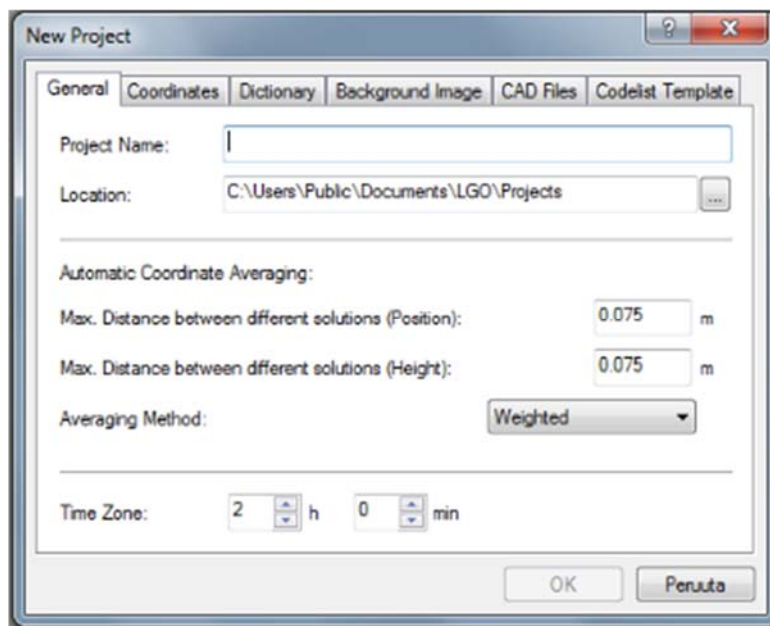 New Project
?
General Coordinates Dictionary Background Image CAD Files Codelist Template
Project Name:
Location: C:\Users\Public\Documents\LGO\Projects ...
Automatic Coordinate Averaging:
Max. Distance between dfferent solutions (Position): 0.075 m
Max. Distance between dfferent solutions (Height): 0.075 m
Averaging Method: Weighted
Time Zone: 2 h 0 min
OK Peruuta